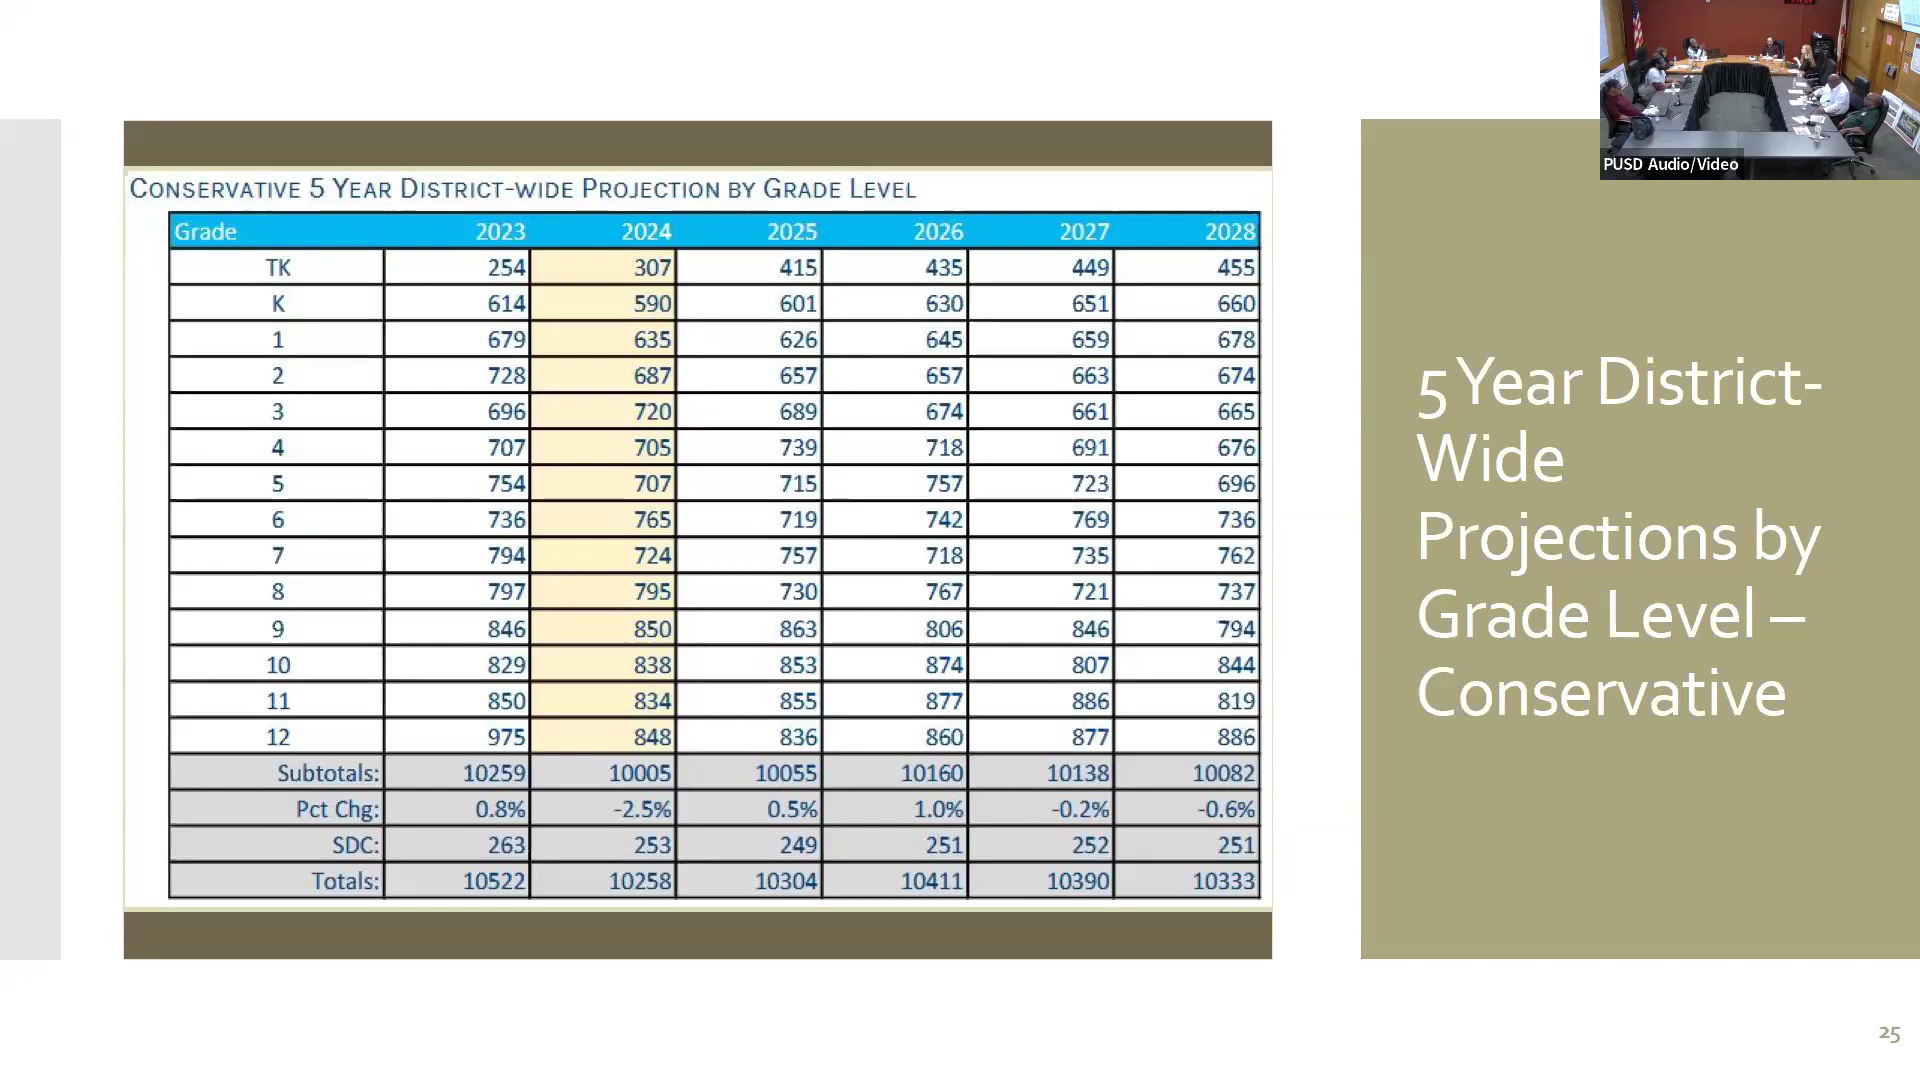 CONSERVATIVE 5 YEAR DISTRICT-WIDE PROJECTION BY GRADE LEVEL
Grade 2023 2024 2025 2026 2027 2028
TK 254 307 415 435 449 455
K 614 590 601 630 651 660
1 679 635 626 645 659 678
2 728 687 657 657 663 674
3 696 720 689 674 661 665
4 707 705 739 718 691 676
5 754 707 715 757 723 696
6 736 765 719 742 769 736
7 794 724 757 718 735 762
8 797 795 730 767 721 737
9 846 850 863 806 846 794
10 829 838 853 874 807 844
11 850 834 855 877 886 819
12 975 848 836 860 877 886
Subtotals: 10259 10005 10055 10160 10138 10082
Pct Chg: 0.8% -2.5% 0.5% 1.0% -0.2% -0.6%
SDC: 263 253 249 251 252 251
Totals: 10522 10258 10304 10411 10390 10333
PUSD Audio/Video
5 Year District-
Wide
Projections by
Grade Level –
Conservative
25